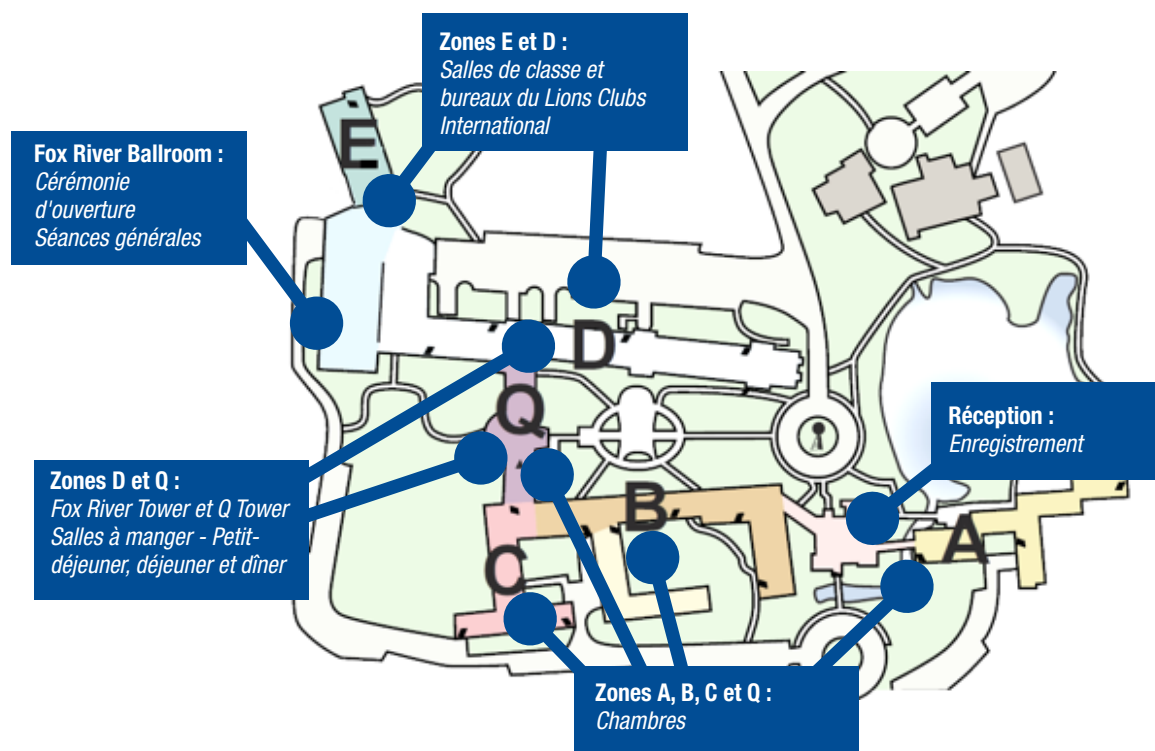 Zones E et D :
Salles de classe et
bureaux du Lions Clubs
International
E
Fox River Ballroom :
Cérémonie
d'ouverture
Séances générales
D
Q
Réception :
Enregistrement
Zones D et Q :
Fox River Tower et Q Tower
Salles à manger - Petit-
déjeuner, déjeuner et dîner
B
A
C
Zones A, B, C et Q :
Chambres